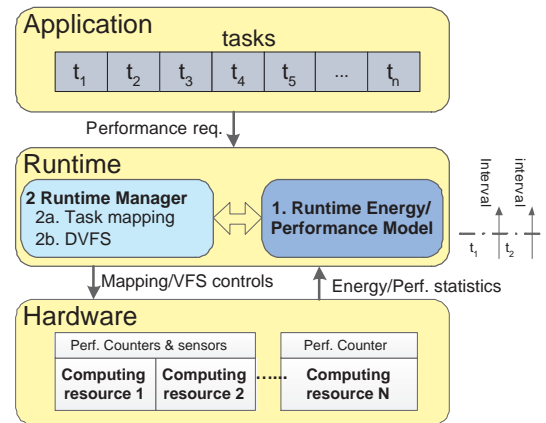 Application
tasks
t1 t2 t3 t4 t5 ... tn
Performance req.
Runtime
2 Runtime Manager
2a. Task mapping
2b. DVFS
1. Runtime Energy/
Performance Model
Interval
interval
t1 t2
Mapping/VFS controls
Energy/Perf. statistics
Hardware
Perf. Counters & sensors
Perf. Counter
Computing
resource 1
Computing
resource 2
......
Computing
resource N